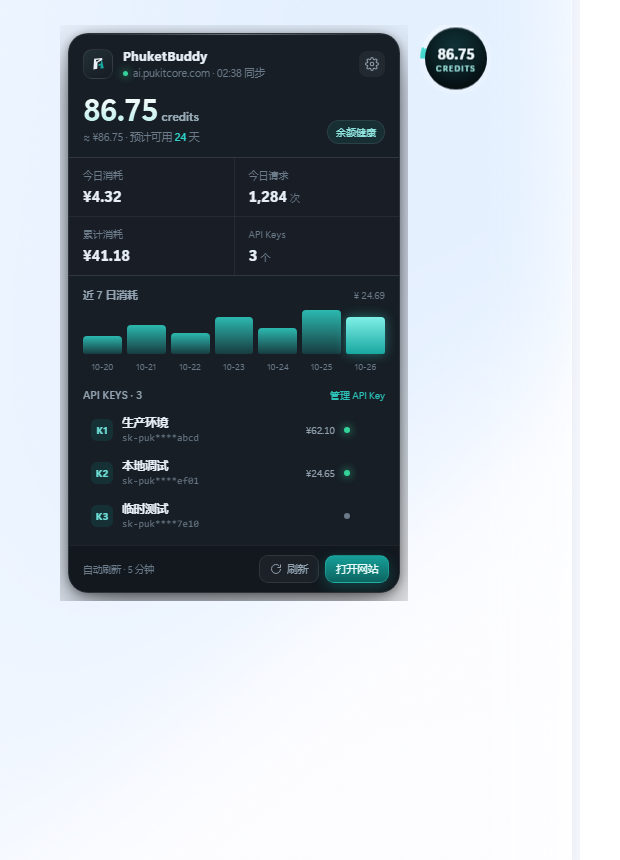 PhuketBuddy
ai.pukitcore.com · 02:38 同步
86.75 credits
≈ ¥86.75 · 预计可用 24 天
余额健康
86.75
CREDITS
今日消耗
¥4.32
今日请求
1,284 次
累计消耗
¥41.18
API Keys
3 个
近 7 日消耗
¥ 24.69
10-20 10-21 10-22 10-23 10-24 10-25 10-26
API KEYS · 3
管理 API Key
K1
生产环境
sk-puk****abcd
¥62.10
K2
本地调试
sk-puk****ef01
¥24.65
K3
临时测试
sk-puk****7e10
自动刷新 · 5 分钟
刷新
打开网站